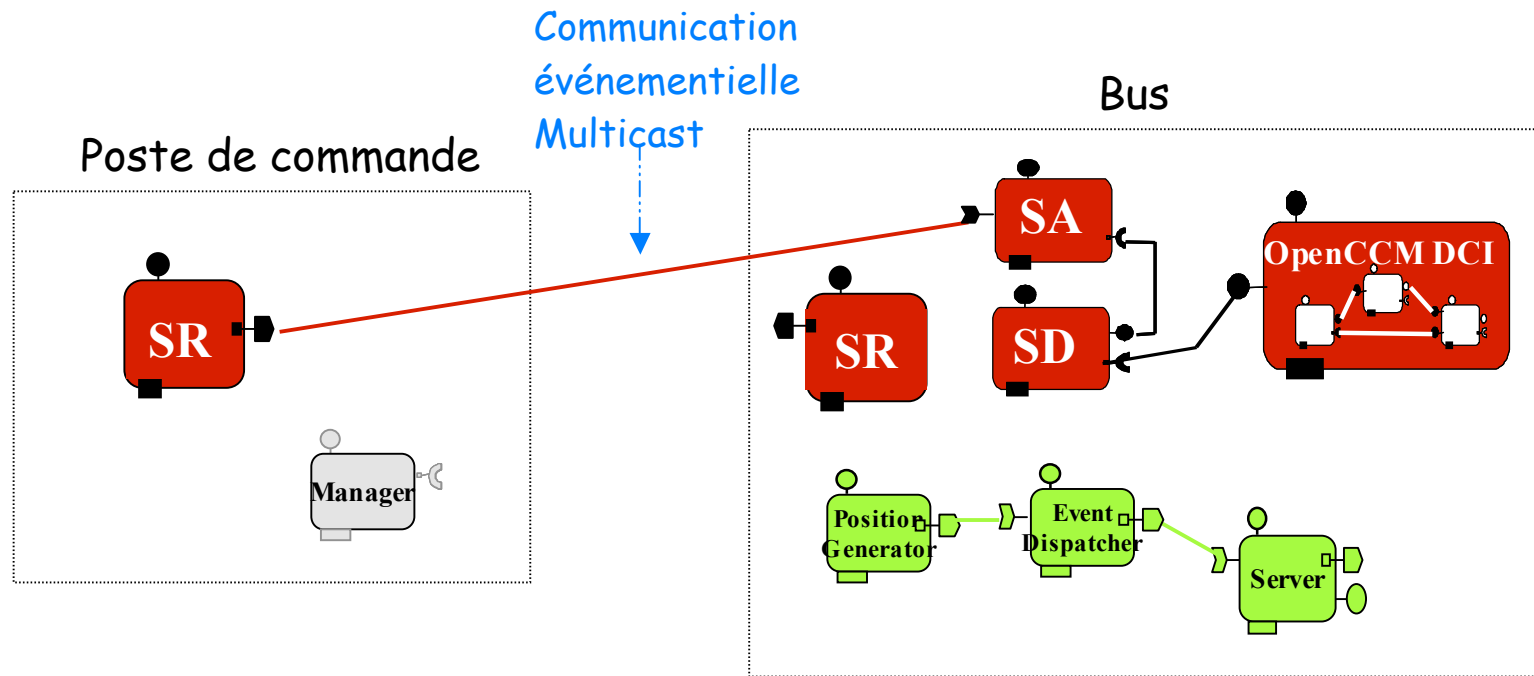 Communication
événementielle
Multicast
Bus
Poste de commande
SA
OpenCCM DCI
SR
SR
SD
Manager
Position
Generator
Event
Dispatcher
Server